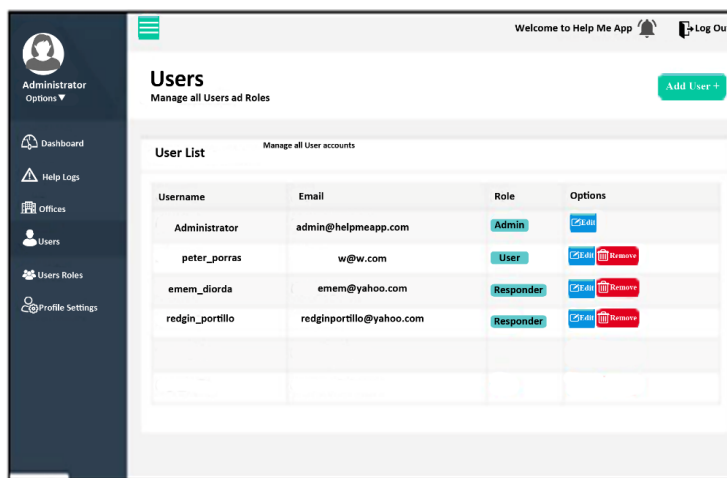 Welcome to Help Me App
Log Ou
Administrator
Options ▼
Users
Manage all Users ad Roles
Add User +
Dashboard
Help Logs
Offices
Users
Users Roles
Profile Settings
User List
Manage all User accounts
Username Email Role Options
Administrator admin@helpmeapp.com Admin Edit
peter_porras w@w.com User Edit Remove
emem_diorda emem@yahoo.com Responder Edit Remove
redgin_portillo redginportillo@yahoo.com Responder Edit Remove